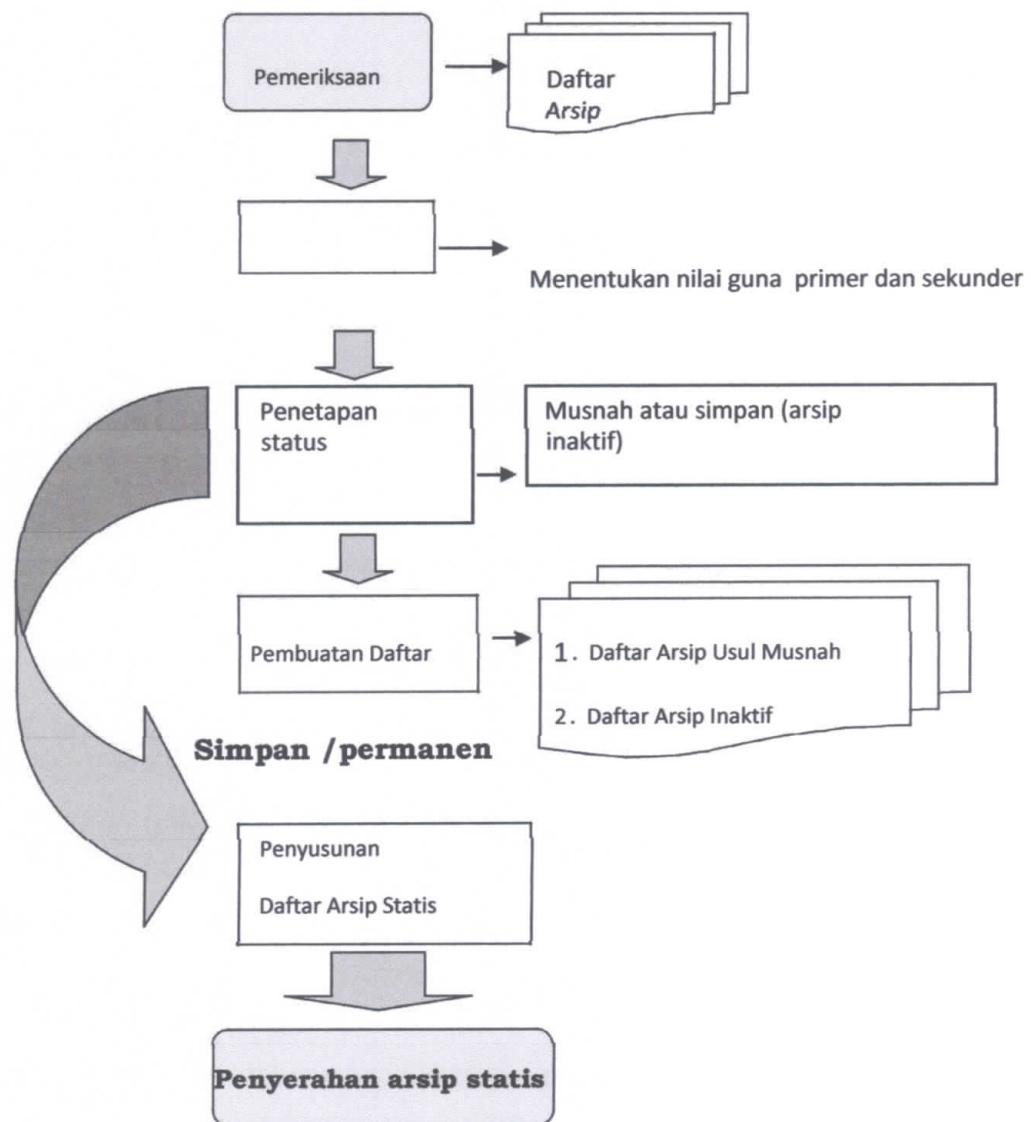 Pemeriksaan
Daftar
Arsip
Menentukan nilai guna primer dan sekunder
Penetapan
status
Musnah atau simpan (arsip
inaktif)
Pembuatan Daftar
1. Daftar Arsip Usul Musnah
2. Daftar Arsip Inaktif
Simpan /permanen
Penyusunan
Daftar Arsip Statis
Penyerahan arsip statis